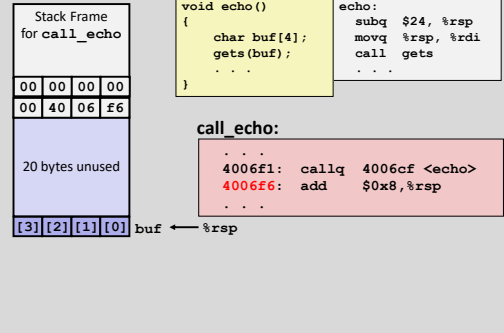 Stack Frame
for call_echo
00 00 00 00
00 40 06 f6
20 bytes unused
[3] [2] [1] [0] buf %rsp
void echo()
{
char buf[4];
gets(buf);
. . .
}
echo:
subq $24, %rsp
movq %rsp, %rdi
call gets
. . .
call_echo:
. . .
4006f1: callq 4006cf <echo>
4006f6: add $0x8,%rsp
. . .